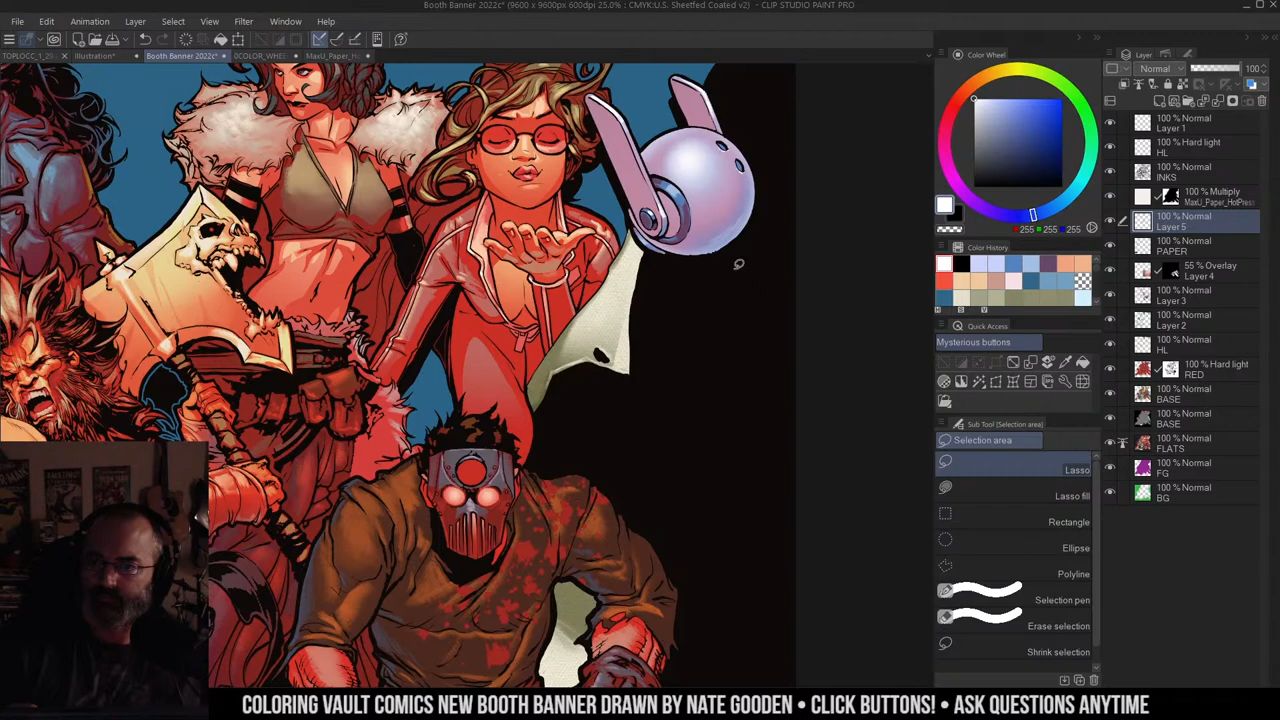 Booth Banner 2022c* (9600 x 9600px 600dpi 25.0% : CMYK:U.S. Sheetfed Coated v2) - CLIP STUDIO PAINT PRO
File Edit Animation Layer Select View Filter Window Help
Illustration* Booth Banner 2022c*
Color Wheel
Layer
Normal 100
100 % Normal
Layer 1
100 % Hard light
HL
100 % Normal
INKS
100 % Multiply
MaxU_Paper_HotPress
100 % Normal
Layer 5
100 % Normal
PAPER
55 % Overlay
Layer 4
100 % Normal
Layer 3
100 % Normal
Layer 2
100 % Normal
HL
100 % Hard light
RED
100 % Normal
BASE
100 % Normal
BASE
100 % Normal
FLATS
100 % Normal
FG
100 % Normal
BG
255 255 255
Color History
H S V
Quick Access
Mysterious buttons
Sub Tool [Selection area]
Selection area
Lasso
Lasso fill
Rectangle
Ellipse
Polyline
Selection pen
Erase selection
Shrink selection
COLORING VAULT COMICS NEW BOOTH BANNER DRAWN BY NATE GOODEN • CLICK BUTTONS! • ASK QUESTIONS ANYTIME